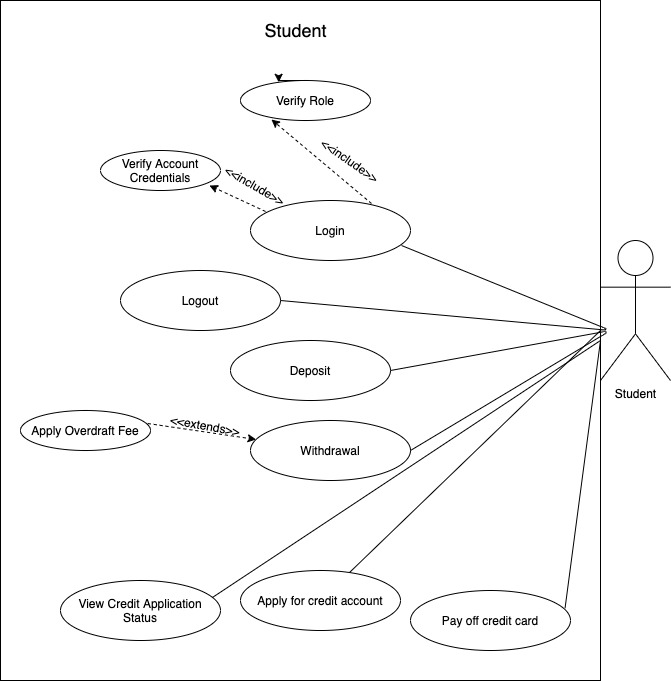 Student
Verify Role
<<include>>
Verify Account
Credentials
<<include>>
Login
Logout
Deposit
Student
Apply Overdraft Fee
<<extends>>
Withdrawal
View Credit Application
Status
Apply for credit account
Pay off credit card